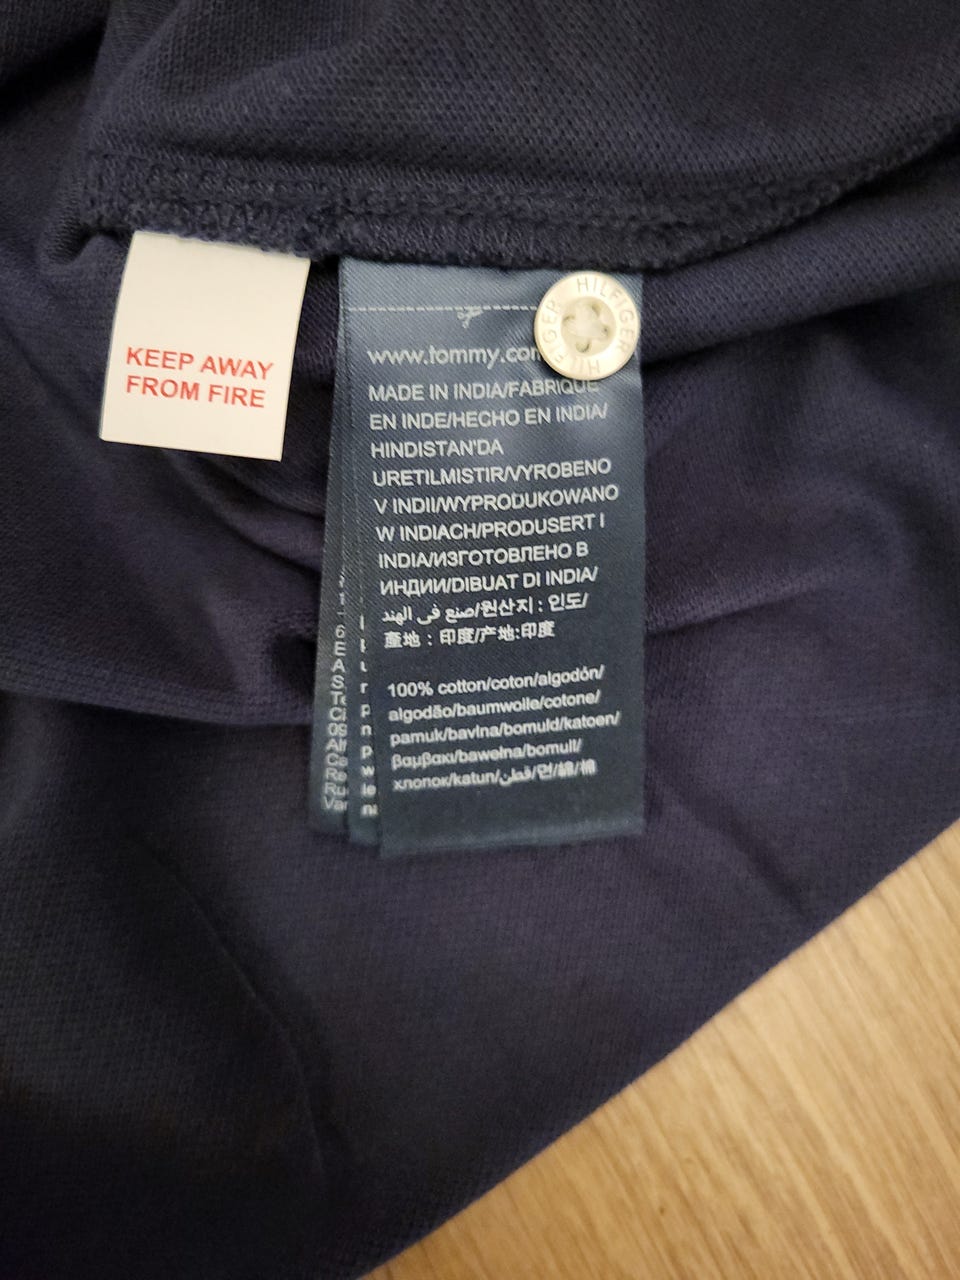 KEEP AWAY
FROM FIRE
HILFIGER
HILFIGER
www.tommy.com
MADE IN INDIA/FABRIQUE
EN INDE/HECHO EN INDIA/
HINDISTAN'DA
URETILMISTIR/VYROBENO
V INDII/WYPRODUKOWANO
W INDIACH/PRODUSERT I
INDIA/ИЗГОТОВЛЕНО В
ИНДИИ/DIBUAT DI INDIA/
صنع في الهند/원산지 : 인도/
產地 : 印度/产地:印度
100% cotton/coton/algodón/
algodão/baumwolle/cotone/
pamuk/bavlna/bomuld/katoen/
βαμβακι/bawełna/bomull/
хлопок/katun/قطن/면/綿/棉